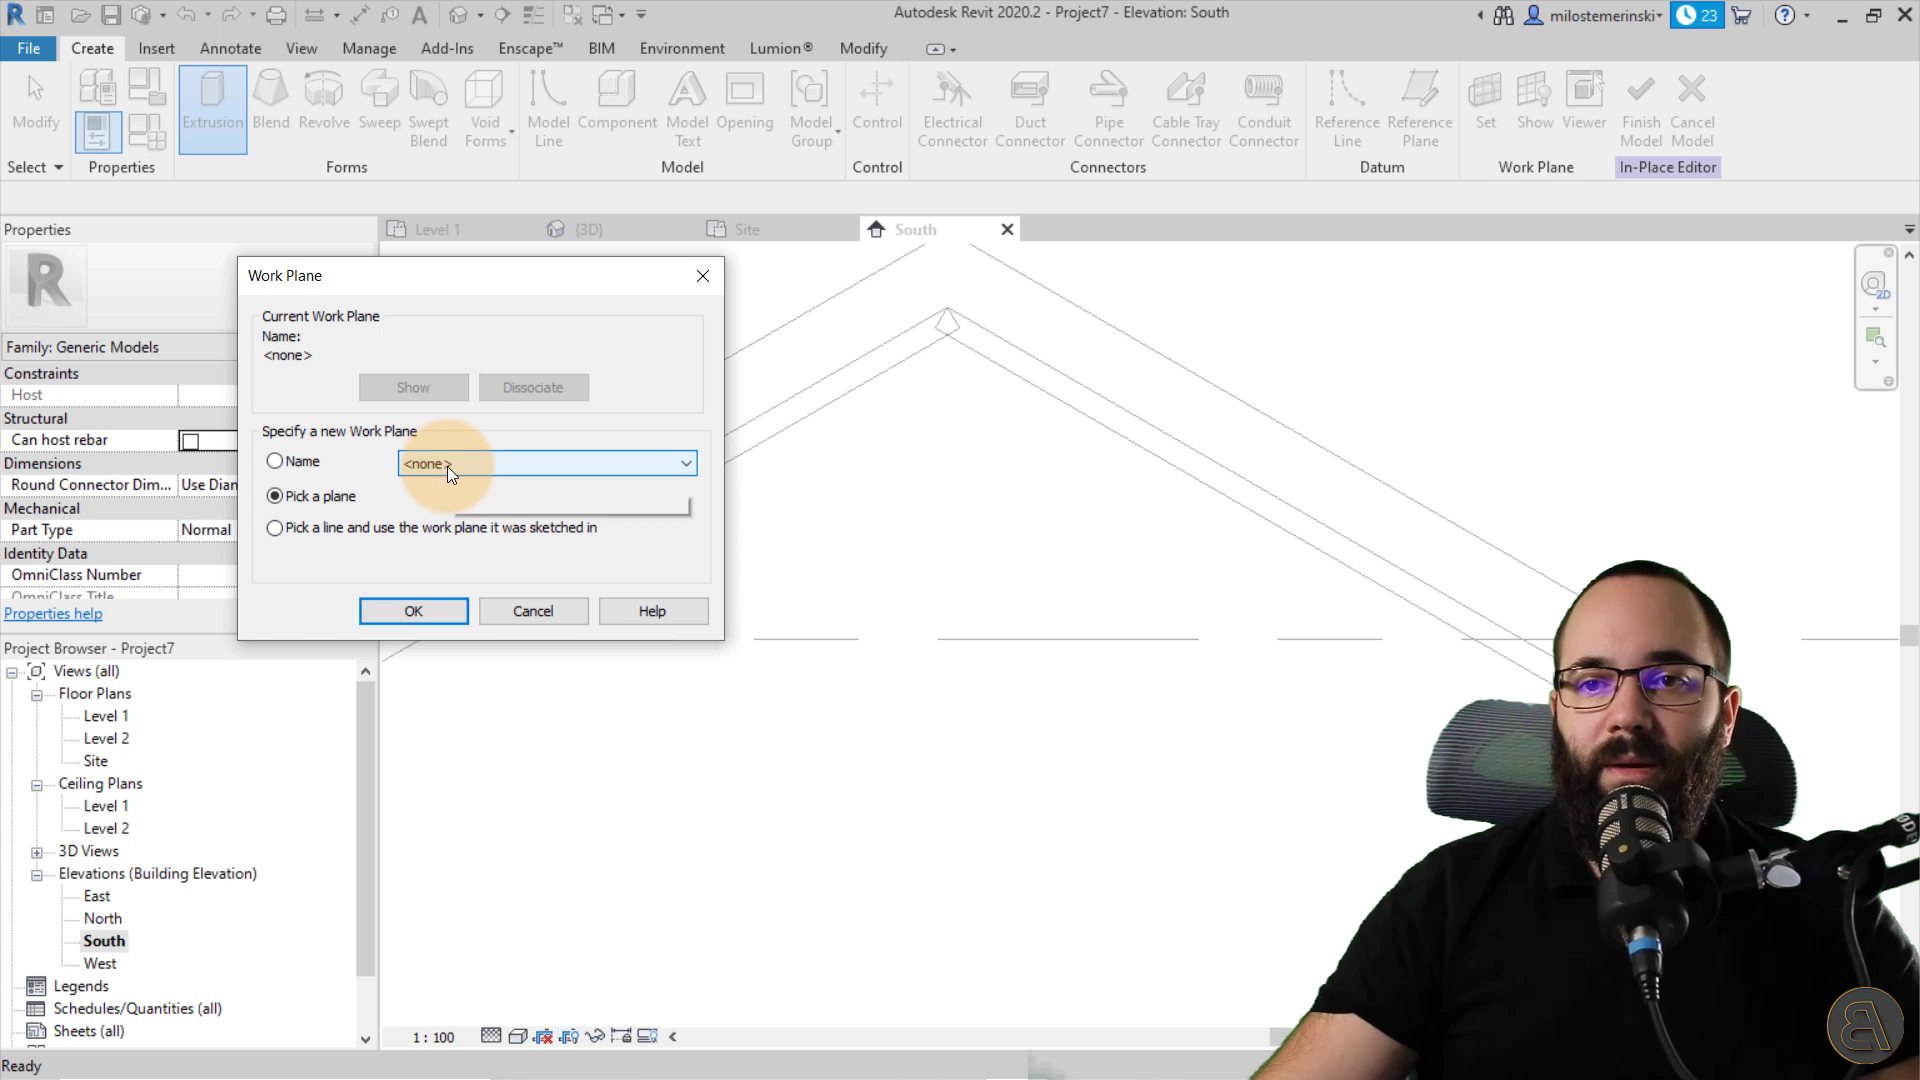 Autodesk Revit 2020.2 - Project7 - Elevation: South
milostemerinski
23
File Create Insert Annotate View Manage Add-Ins Enscape™ BIM Environment Lumion® Modify
Modify
Extrusion Blend Revolve Sweep Swept Blend Void Forms
Model Line Component Model Text Opening Model Group
Control
Electrical Connector Duct Connector Pipe Connector Cable Tray Connector Conduit Connector
Reference Line Reference Plane
Set Show Viewer Finish Model Cancel Model
Select Properties Forms Model Control Connectors Datum Work Plane In-Place Editor
Properties
Level 1 {3D} Site South
Family: Generic Models
Constraints
Host
Structural
Can host rebar
Dimensions
Round Connector Dim... Use Dian
Mechanical
Part Type Normal
Identity Data
OmniClass Number
OmniClass Title
Properties help
Work Plane
Current Work Plane
Name:
<none>
Show Dissociate
Specify a new Work Plane
Name <none>
Pick a plane
Pick a line and use the work plane it was sketched in
OK Cancel Help
2D
Project Browser - Project7
Views (all)
Floor Plans
Level 1
Level 2
Site
Ceiling Plans
Level 1
Level 2
3D Views
Elevations (Building Elevation)
East
North
South
West
Legends
Schedules/Quantities (all)
Sheets (all)
1 : 100
Ready